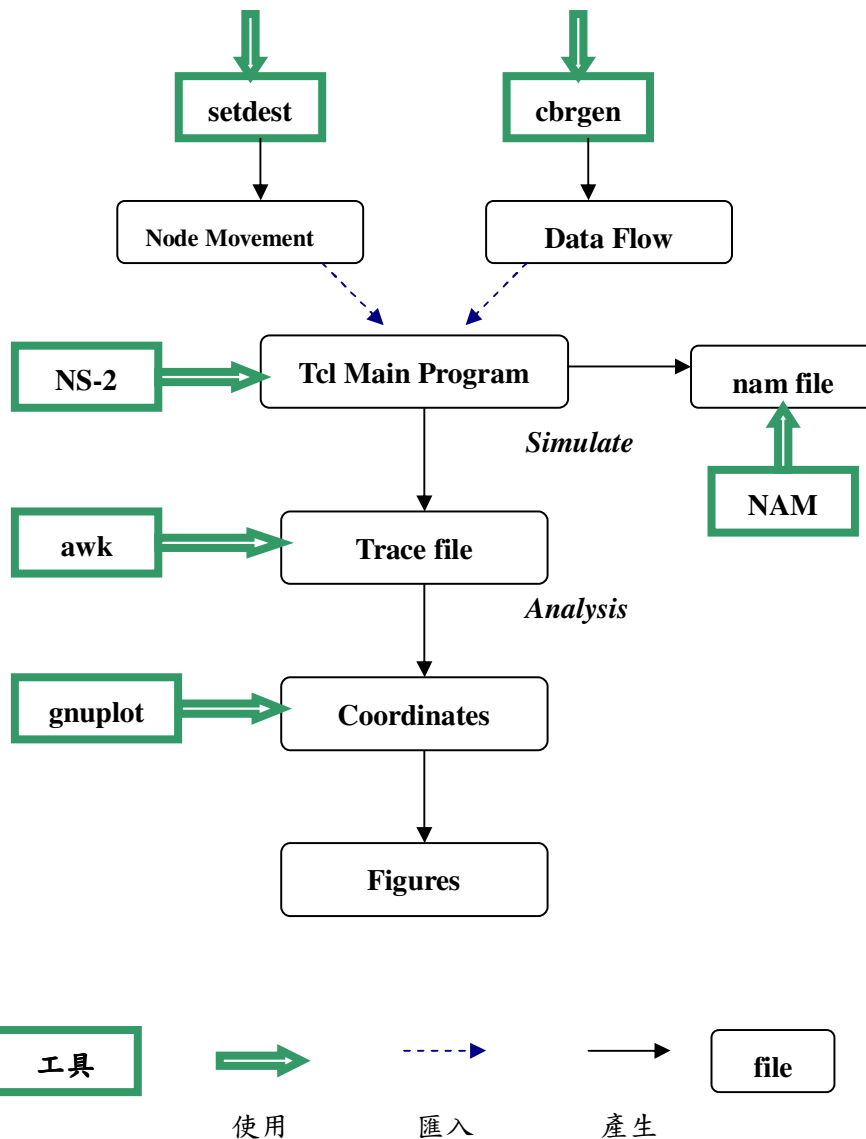 setdest
cbrgen
Node Movement
Data Flow
NS-2
Tcl Main Program
nam file
Simulate
NAM
awk
Trace file
Analysis
gnuplot
Coordinates
Figures
工具
file
使用
匯入
產生